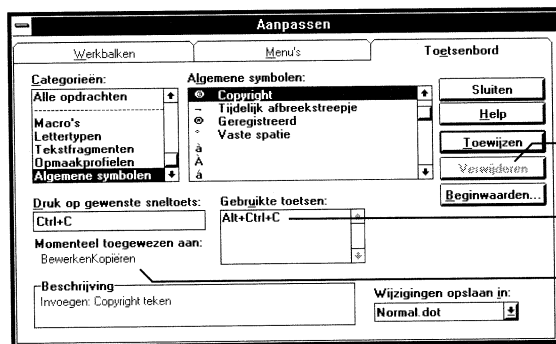 Aanpassen
Werkbalken
Menu's
Toetsenbord
Categorieën:
Alle opdrachten
Macro's
Lettertypen
Tekstfragmenten
Opmaakprofielen
Algemene symbolen
Algemene symbolen:
© Copyright
¬ Tijdelijk afbreekstreepje
® Geregistreerd
° Vaste spatie
à
À
á
Sluiten
Help
Toewijzen
Verwijderen
Beginwaarden...
Druk op gewenste sneltoets:
Ctrl+C
Gebruikte toetsen:
Alt+Ctrl+C
Momenteel toegewezen aan:
BewerkenKopiëren
Beschrijving
Invoegen: Copyright teken
Wijzigingen opslaan in:
Normal.dot